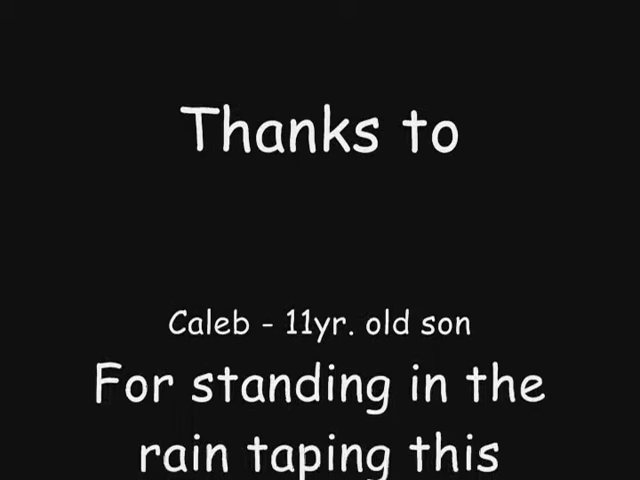 Thanks to
Caleb - 11yr. old son
For standing in the
rain taping this